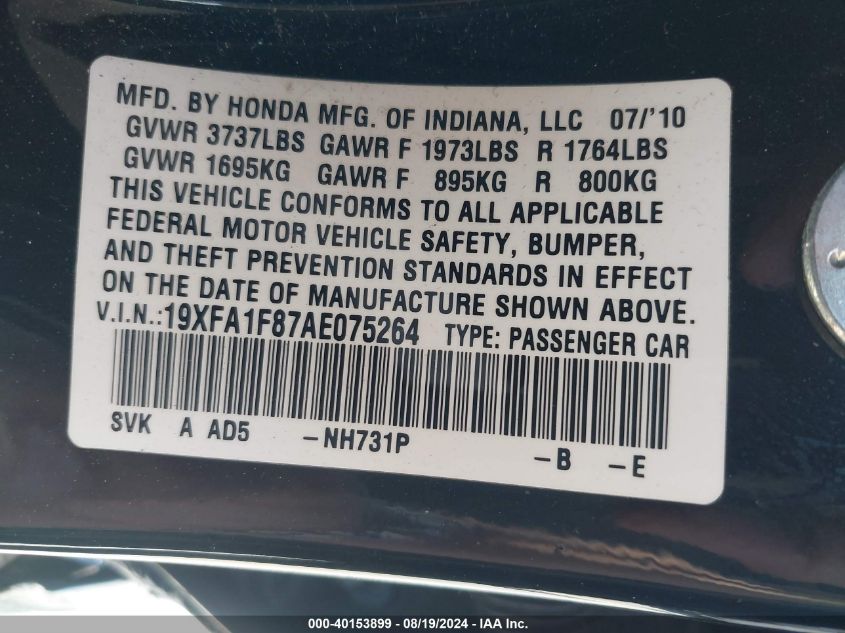 MFD. BY HONDA MFG. OF INDIANA, LLC 07/'10
GVWR 3737LBS GAWR F 1973LBS R 1764LBS
GVWR 1695KG GAWR F 895KG R 800KG
THIS VEHICLE CONFORMS TO ALL APPLICABLE
FEDERAL MOTOR VEHICLE SAFETY, BUMPER,
AND THEFT PREVENTION STANDARDS IN EFFECT
ON THE DATE OF MANUFACTURE SHOWN ABOVE.
V.I.N.:19XFA1F87AE075264 TYPE: PASSENGER CAR
SVK A AD5 -NH731P -B -E
000-40153899 - 08/19/2024 - IAA Inc.